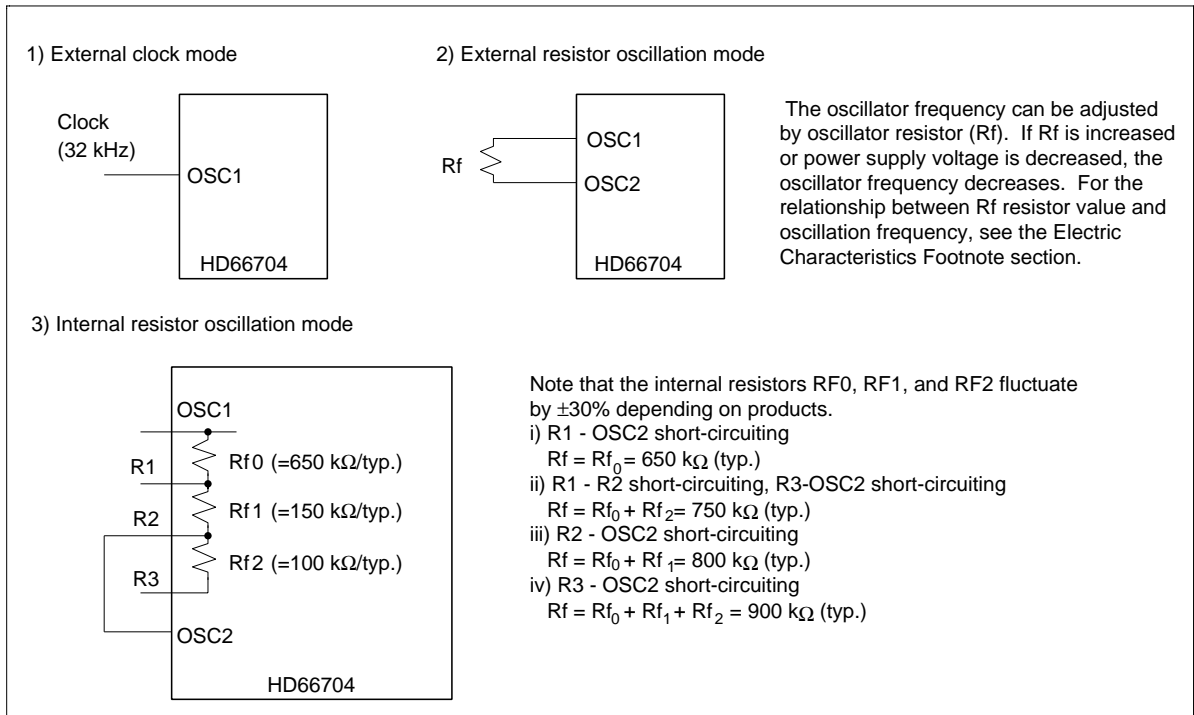 1) External clock mode
Clock
(32 kHz)
OSC1
HD66704
2) External resistor oscillation mode
Rf
OSC1
OSC2
HD66704
The oscillator frequency can be adjusted
by oscillator resistor (Rf). If Rf is increased
or power supply voltage is decreased, the
oscillator frequency decreases. For the
relationship between Rf resistor value and
oscillation frequency, see the Electric
Characteristics Footnote section.
3) Internal resistor oscillation mode
OSC1
R1
Rf0 (=650 kΩ/typ.)
R2
Rf1 (=150 kΩ/typ.)
R3
Rf2 (=100 kΩ/typ.)
OSC2
HD66704
Note that the internal resistors RF0, RF1, and RF2 fluctuate
by ±30% depending on products.
i) R1 - OSC2 short-circuiting
Rf = Rf0 = 650 kΩ (typ.)
ii) R1 - R2 short-circuiting, R3-OSC2 short-circuiting
Rf = Rf0 + Rf2 = 750 kΩ (typ.)
iii) R2 - OSC2 short-circuiting
Rf = Rf0 + Rf1 = 800 kΩ (typ.)
iv) R3 - OSC2 short-circuiting
Rf = Rf0 + Rf1 + Rf2 = 900 kΩ (typ.)